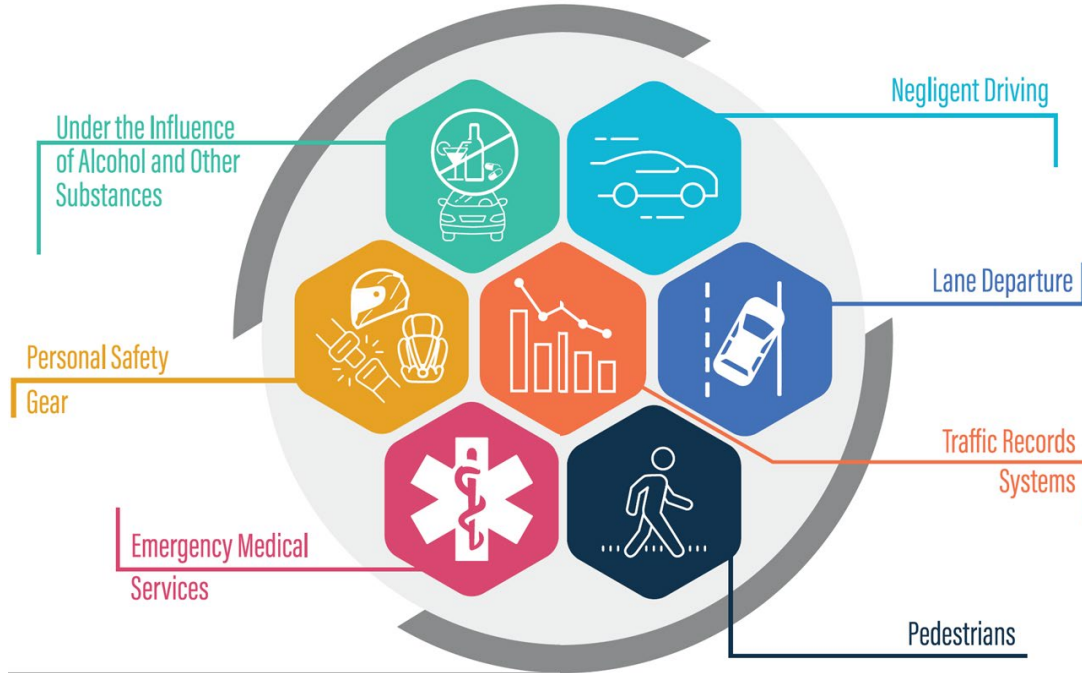 Under the Influence
of Alcohol and Other
Substances
Negligent Driving
Lane Departure
Personal Safety
Gear
Traffic Records
Systems
Emergency Medical
Services
Pedestrians